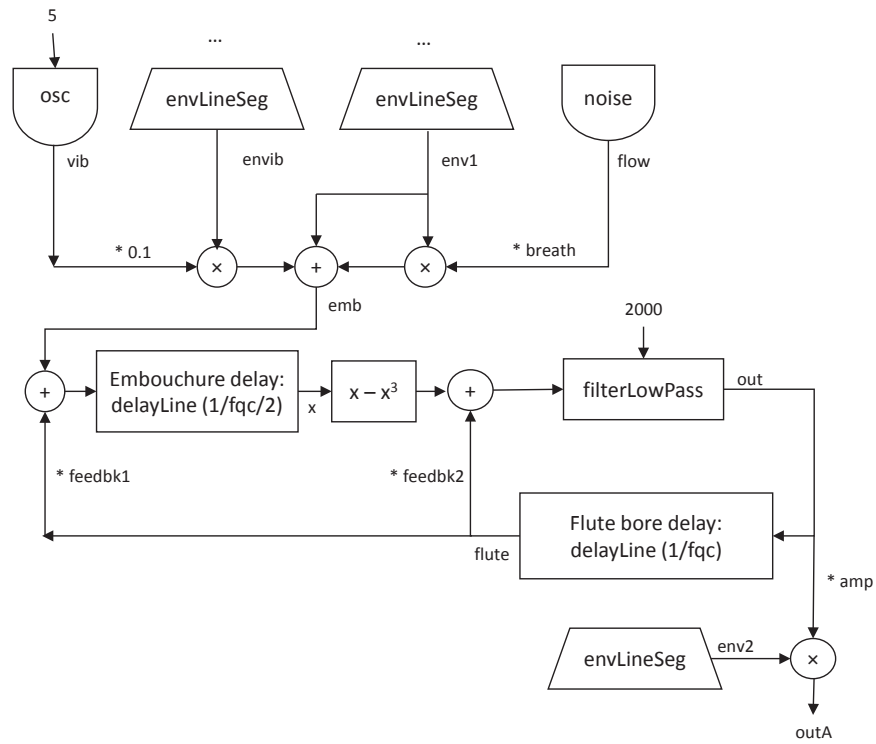 5
...
...
osc
envLineSeg
envLineSeg
noise
vib
envib
env1
flow
* 0.1
×
+
×
* breath
emb
2000
+
Embouchure delay:
delayLine (1/fqc/2)
x
x – x³
+
filterLowPass
out
* feedbk1
* feedbk2
Flute bore delay:
delayLine (1/fqc)
flute
* amp
envLineSeg
env2
×
outA